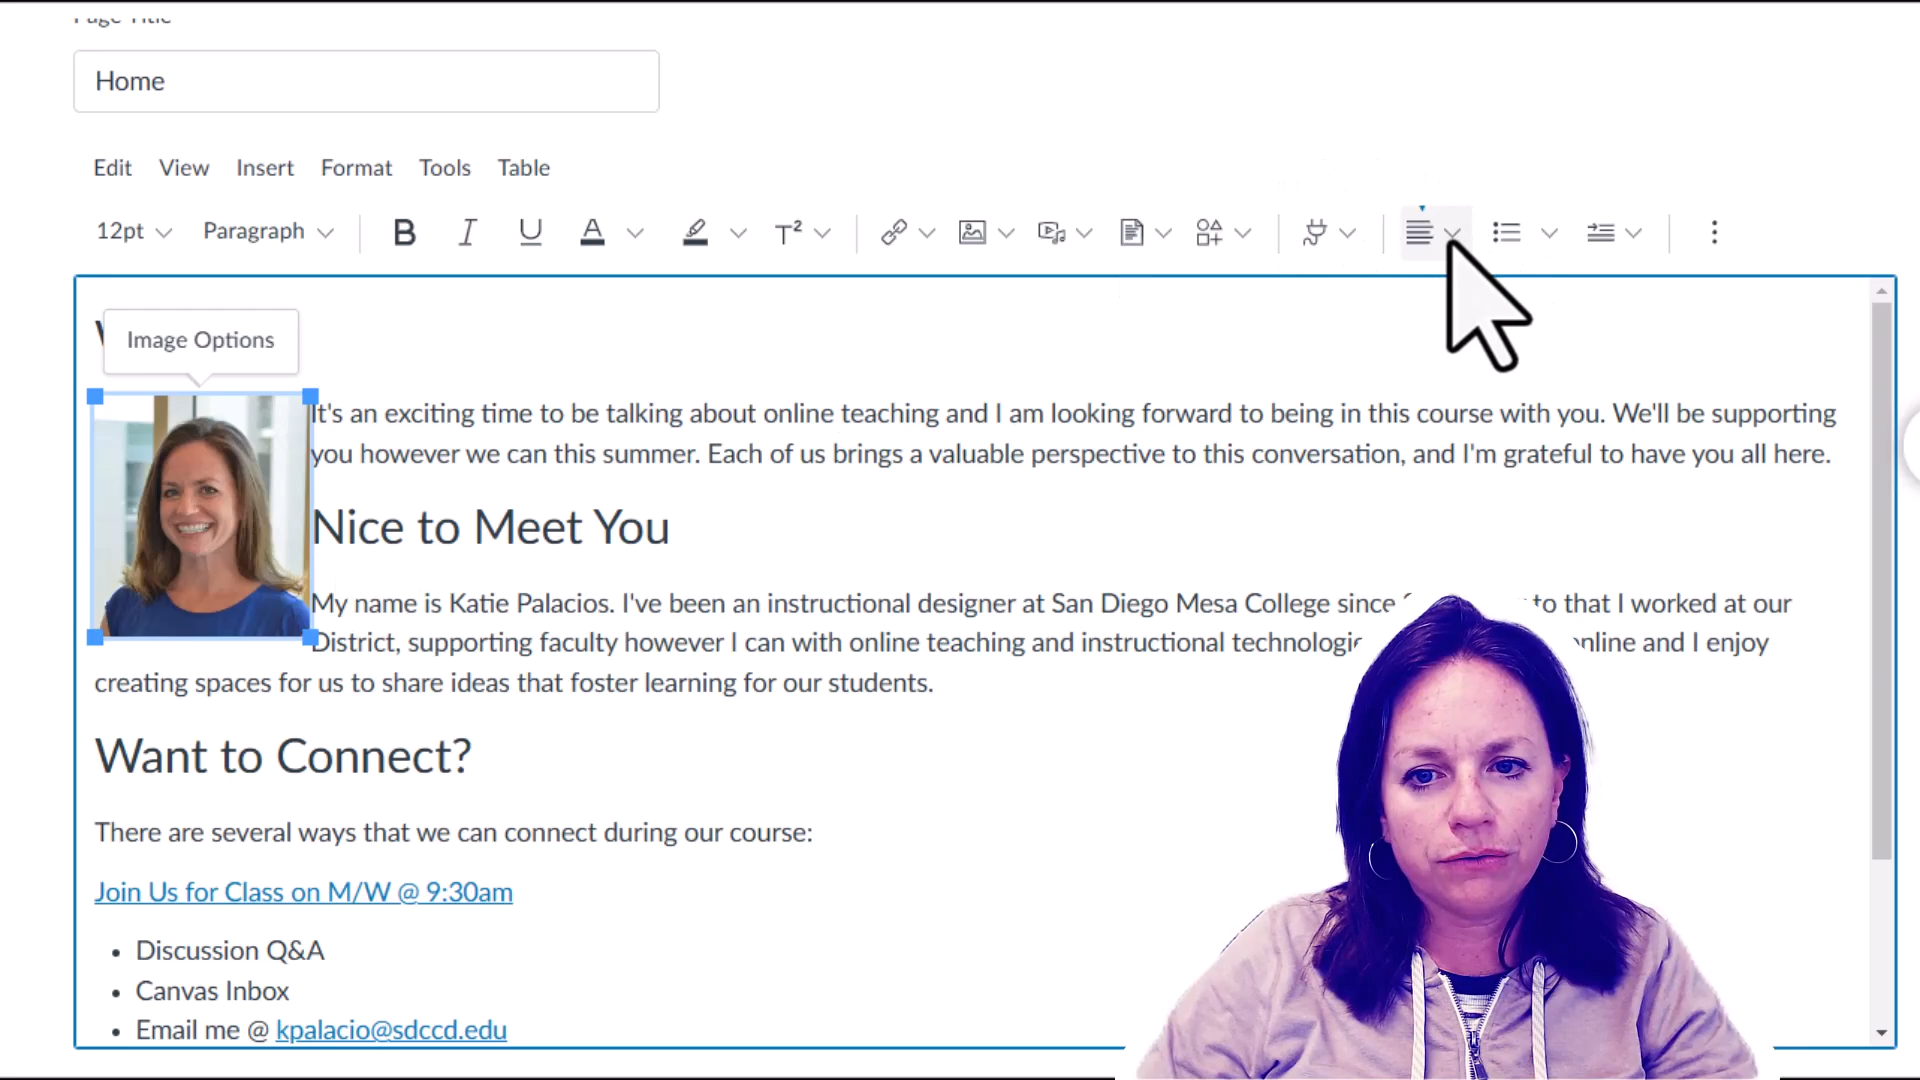 Page Title
Home
Edit View Insert Format Tools Table
12pt Paragraph B I U A T²
Image Options
It's an exciting time to be talking about online teaching and I am looking forward to being in this course with you. We'll be supporting
you however we can this summer. Each of us brings a valuable perspective to this conversation, and I'm grateful to have you all here.
Nice to Meet You
My name is Katie Palacios. I've been an instructional designer at San Diego Mesa College since to that I worked at our
District, supporting faculty however I can with online teaching and instructional and I enjoy
creating spaces for us to share ideas that foster learning for our students.
Want to Connect?
There are several ways that we can connect during our course:
Join Us for Class on M/W @ 9:30am
• Discussion Q&A
• Canvas Inbox
• Email me @ kpalacio@sdccd.edu